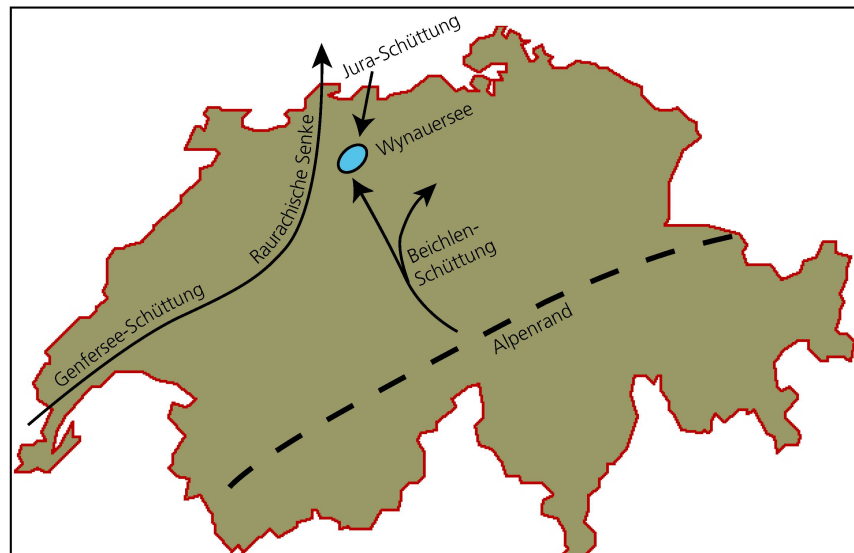 Jura-Schüttung
Wynauersee
Raurachische Senke
Beichlen-
Schüttung
Genfersee-Schüttung
Alpenrand